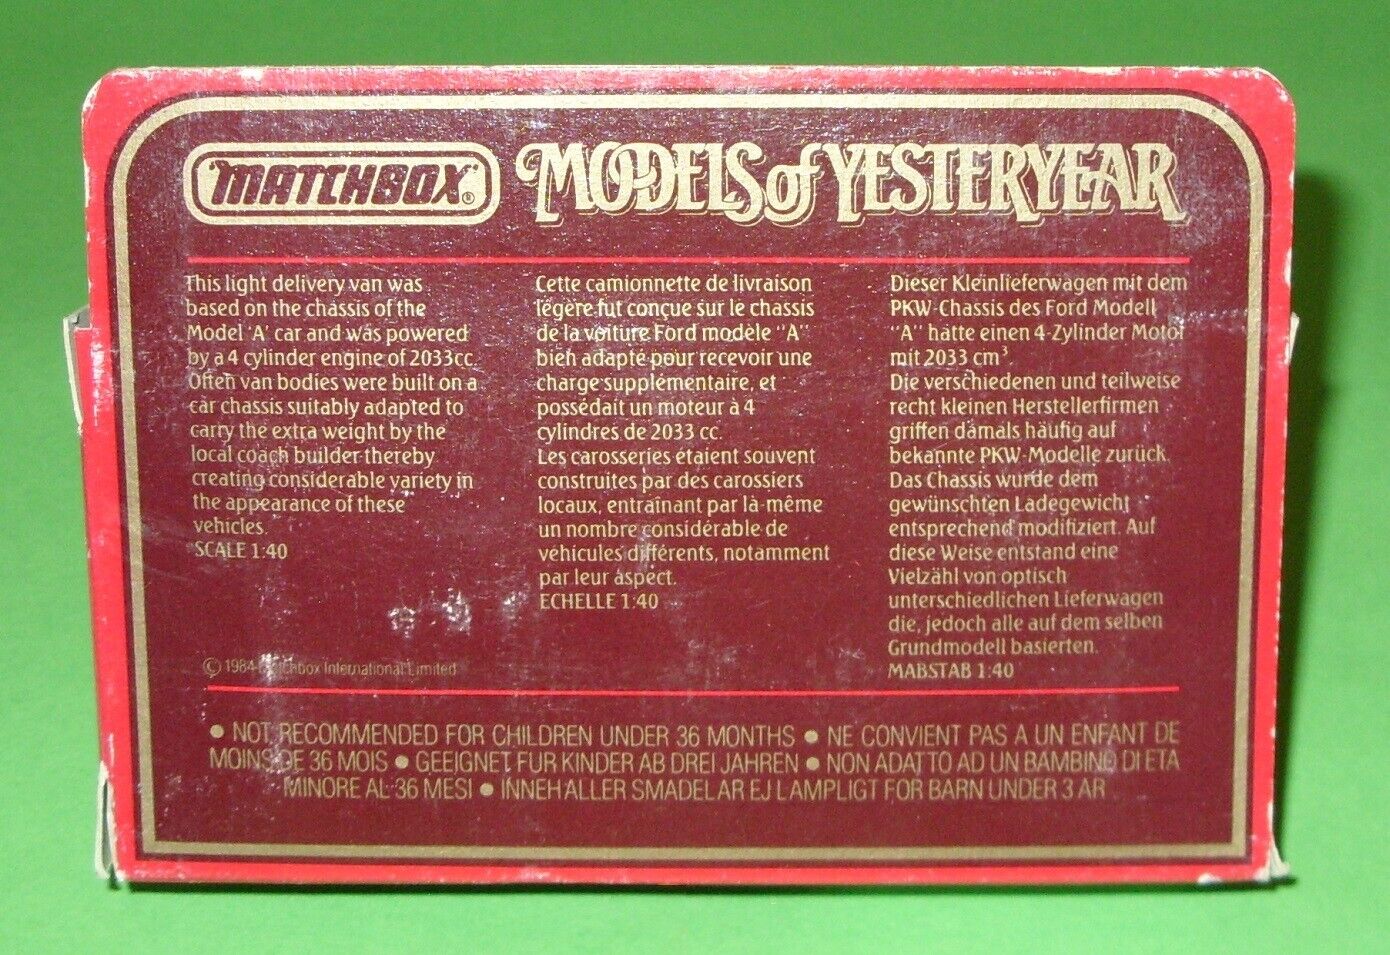 MATCHBOX®
MODELS of YESTERYEAR
This light delivery van was
based on the chassis of the
Model 'A' car and was powered
by a 4 cylinder engine of 2033cc.
Often van bodies were built on a
car chassis suitably adapted to
carry the extra weight by the
local coach builder thereby
creating considerable variety in
the appearance of these
vehicles.
SCALE 1:40
© 1984 Matchbox International Limited
Cette camionnette de livraison
légere fut conçue sur le chassis
de la voiture Ford modèle "A"
bien adapté pour recevoir une
charge supplémentaire, et
possédait un moteur à 4
cylindres de 2033 cc.
Les carosseries étaient souvent
construites par des carossiers
locaux, entraînant par là-même
un nombre considérable de
véhicules différents, notamment
par leur aspect.
ECHELLE 1:40
Dieser Kleinlieferwagen mit dem
PKW-Chassis des Ford Modell
"A" hatte einen 4-Zylinder Motor
mit 2033 cm³.
Die verschiedenen und teilweise
recht kleinen Herstellerfirmen
griffen damals häufig auf
bekannte PKW-Modelle zurück.
Das Chassis wurde dem
gewünschten Ladegewicht
entsprechend modifiziert. Auf
diese Weise entstand eine
Vielzähl von optisch
unterschiedlichen Lieferwagen
die, jedoch alle auf dem selben
Grundmodell basierten.
MABSTAB 1:40
• NOT RECOMMENDED FOR CHILDREN UNDER 36 MONTHS • NE CONVIENT PAS A UN ENFANT DE
MOINS DE 36 MOIS • GEEIGNET FUR KINDER AB DREI JAHREN • NON ADATTO AD UN BAMBINO DI ETA
MINORE AL 36 MESI • INNEHALLER SMADELAR EJ LAMPLIGT FOR BARN UNDER 3 AR